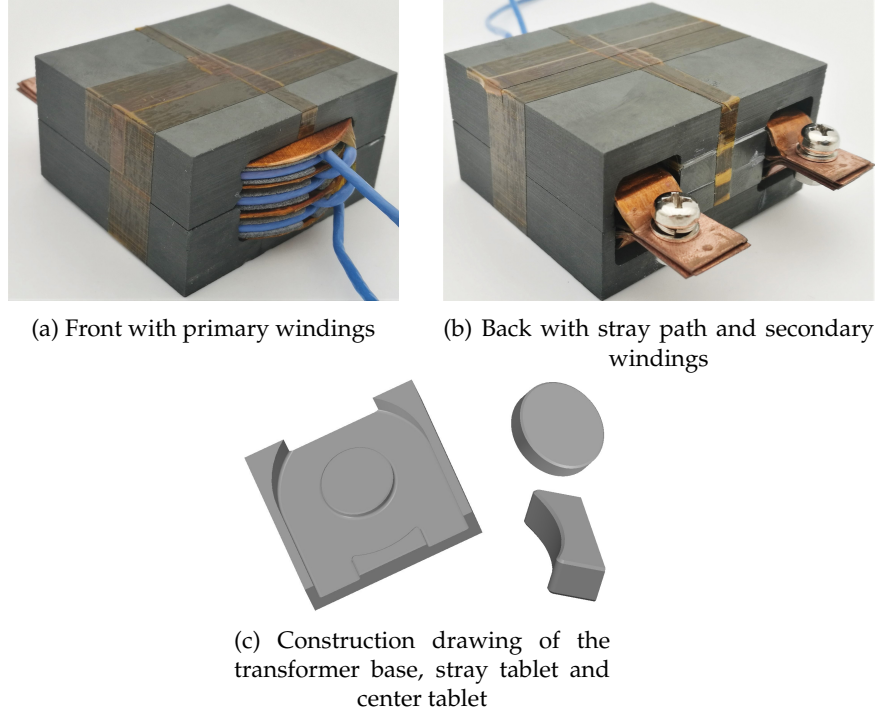 (a) Front with primary windings
(b) Back with stray path and secondary
windings
(c) Construction drawing of the
transformer base, stray tablet and
center tablet